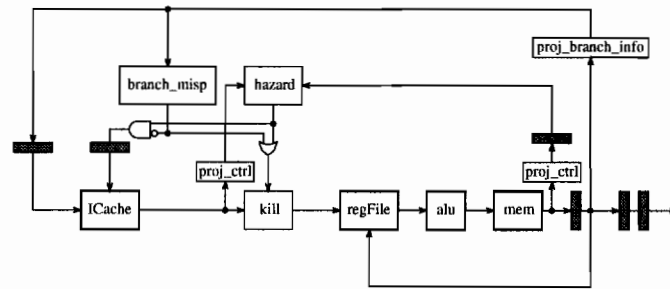 proj_branch_info
branch_misp
hazard
proj_ctrl
proj_ctrl
ICache
kill
regFile
alu
mem